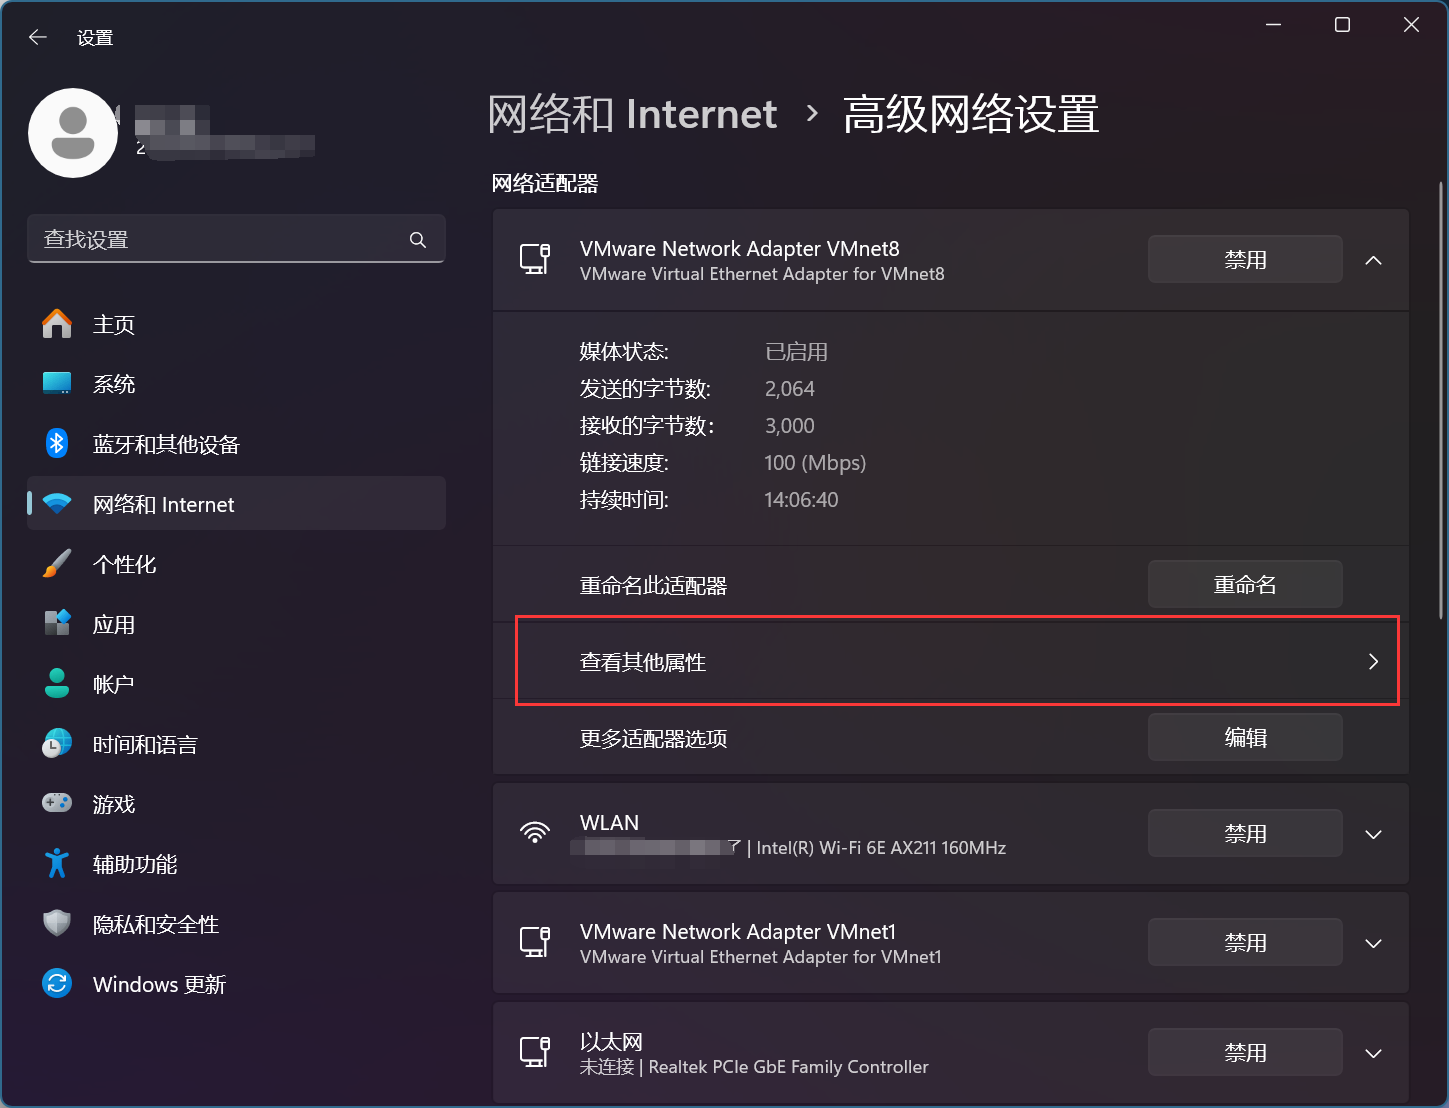 设置
网络和 Internet › 高级网络设置
查找设置
主页
系统
蓝牙和其他设备
网络和 Internet
个性化
应用
帐户
时间和语言
游戏
辅助功能
隐私和安全性
Windows 更新
网络适配器
VMware Network Adapter VMnet8
VMware Virtual Ethernet Adapter for VMnet8
禁用
媒体状态: 已启用
发送的字节数: 2,064
接收的字节数: 3,000
链接速度: 100 (Mbps)
持续时间: 14:06:40
重命名此适配器
重命名
查看其他属性
更多适配器选项
编辑
WLAN
| Intel(R) Wi-Fi 6E AX211 160MHz
禁用
VMware Network Adapter VMnet1
VMware Virtual Ethernet Adapter for VMnet1
禁用
以太网
未连接 | Realtek PCIe GbE Family Controller
禁用